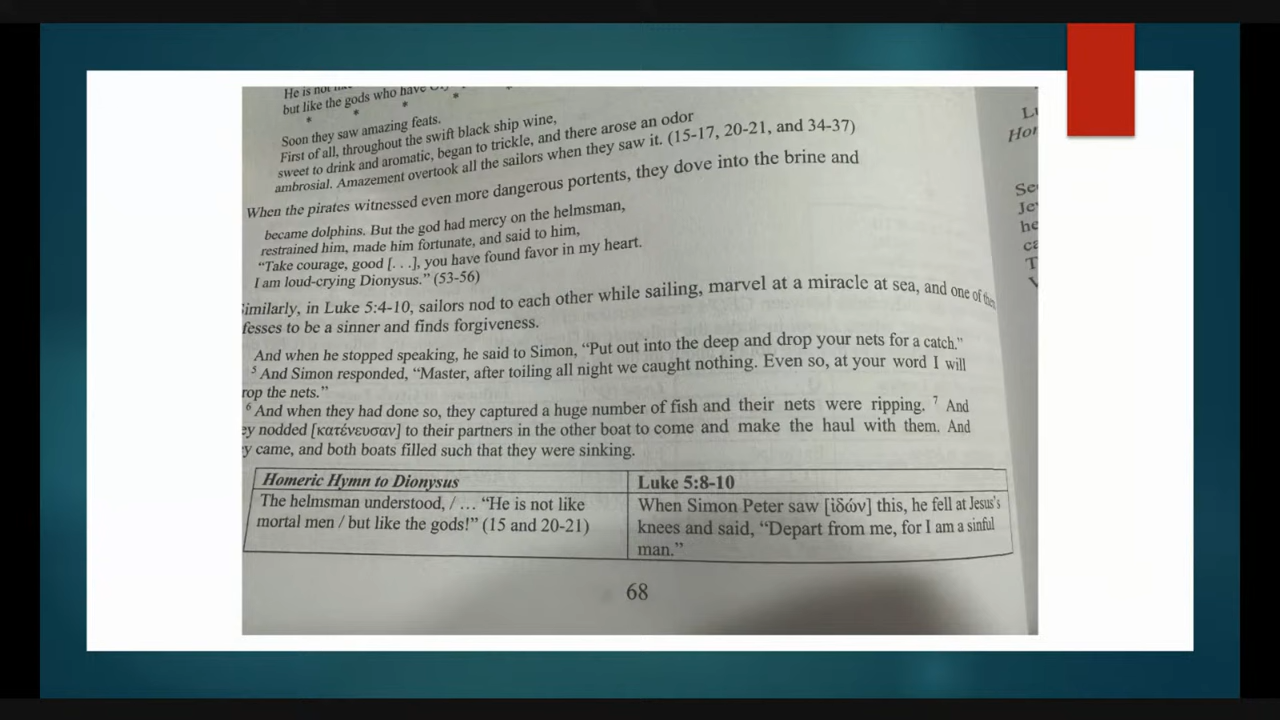 He is not
but like the gods who have
* * * * *
Soon they saw amazing feats.
First of all, throughout the swift black ship wine,
sweet to drink and aromatic, began to trickle, and there arose an odor
ambrosial. Amazement overtook all the sailors when they saw it. (15-17, 20-21, and 34-37)
When the pirates witnessed even more dangerous portents, they dove into the brine and
became dolphins. But the god had mercy on the helmsman,
restrained him, made him fortunate, and said to him,
“Take courage, good [. . .], you have found favor in my heart.
I am loud-crying Dionysus.” (53-56)
imilarly, in Luke 5:4-10, sailors nod to each other while sailing, marvel at a miracle at sea, and one of them
fesses to be a sinner and finds forgiveness.
And when he stopped speaking, he said to Simon, “Put out into the deep and drop your nets for a catch.”
5 And Simon responded, “Master, after toiling all night we caught nothing. Even so, at your word I will
rop the nets.”
6 And when they had done so, they captured a huge number of fish and their nets were ripping. 7 And
ey nodded [κατένευσαν] to their partners in the other boat to come and make the haul with them. And
y came, and both boats filled such that they were sinking.
Homeric Hymn to Dionysus
The helmsman understood, / … “He is not like
mortal men / but like the gods!” (15 and 20-21)
Luke 5:8-10
When Simon Peter saw [ἰδών] this, he fell at Jesus's
knees and said, “Depart from me, for I am a sinful
man.”
68
Hor
Se
Je
he
ca
T